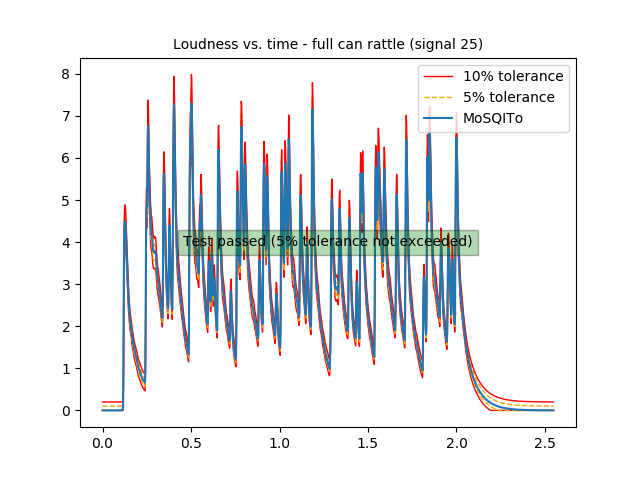 Loudness vs. time - full can rattle (signal 25)
10% tolerance
5% tolerance
MoSQITo
Test passed (5% tolerance not exceeded)
8
7
6
5
4
3
2
1
0
0.0 0.5 1.0 1.5 2.0 2.5